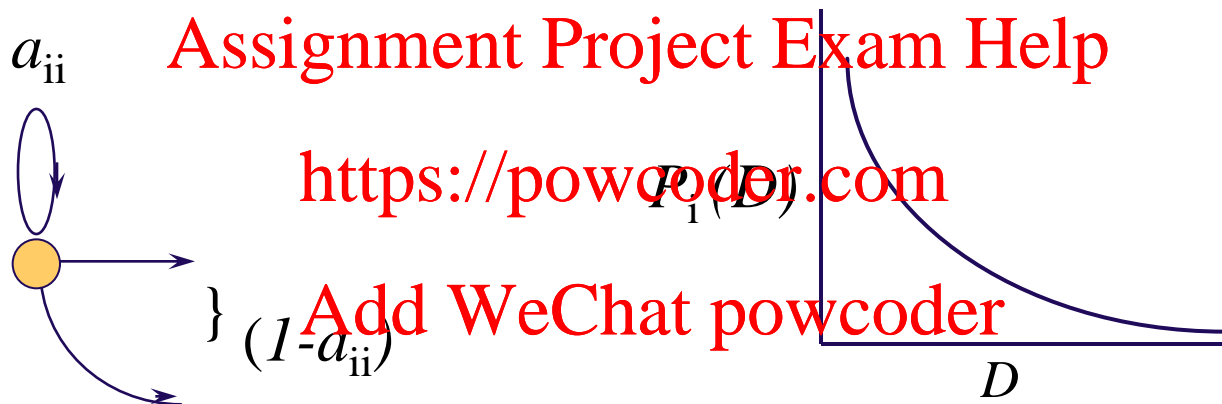 a_ii
Assignment Project Exam Help
https://powcoder.com
P_i (D)
Add WeChat powcoder
} (1-a_ii)
D